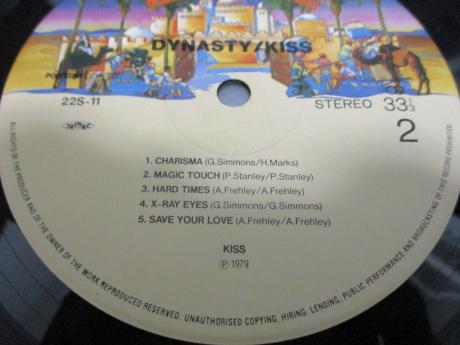 DYNASTY/KISS
22S-11
STEREO 33 1/3
2
1. CHARISMA (G.Simmons/H.Marks)
2. MAGIC TOUCH (P.Stanley/P.Stanley)
3. HARD TIMES (A.Frehley/A.Frehley)
4. X-RAY EYES (G.Simmons/G.Simmons)
5. SAVE YOUR LOVE (A.Frehley/A.Frehley)
KISS
Ⓟ 1979
ALL RIGHTS OF THE PRODUCER AND OF THE OWNER OF THE WORK REPRODUCED RESERVED. UNAUTHORISED COPYING, HIRING, LENDING, PUBLIC PERFORMANCE AND BROADCASTING OF THIS RECORD PROHIBITED